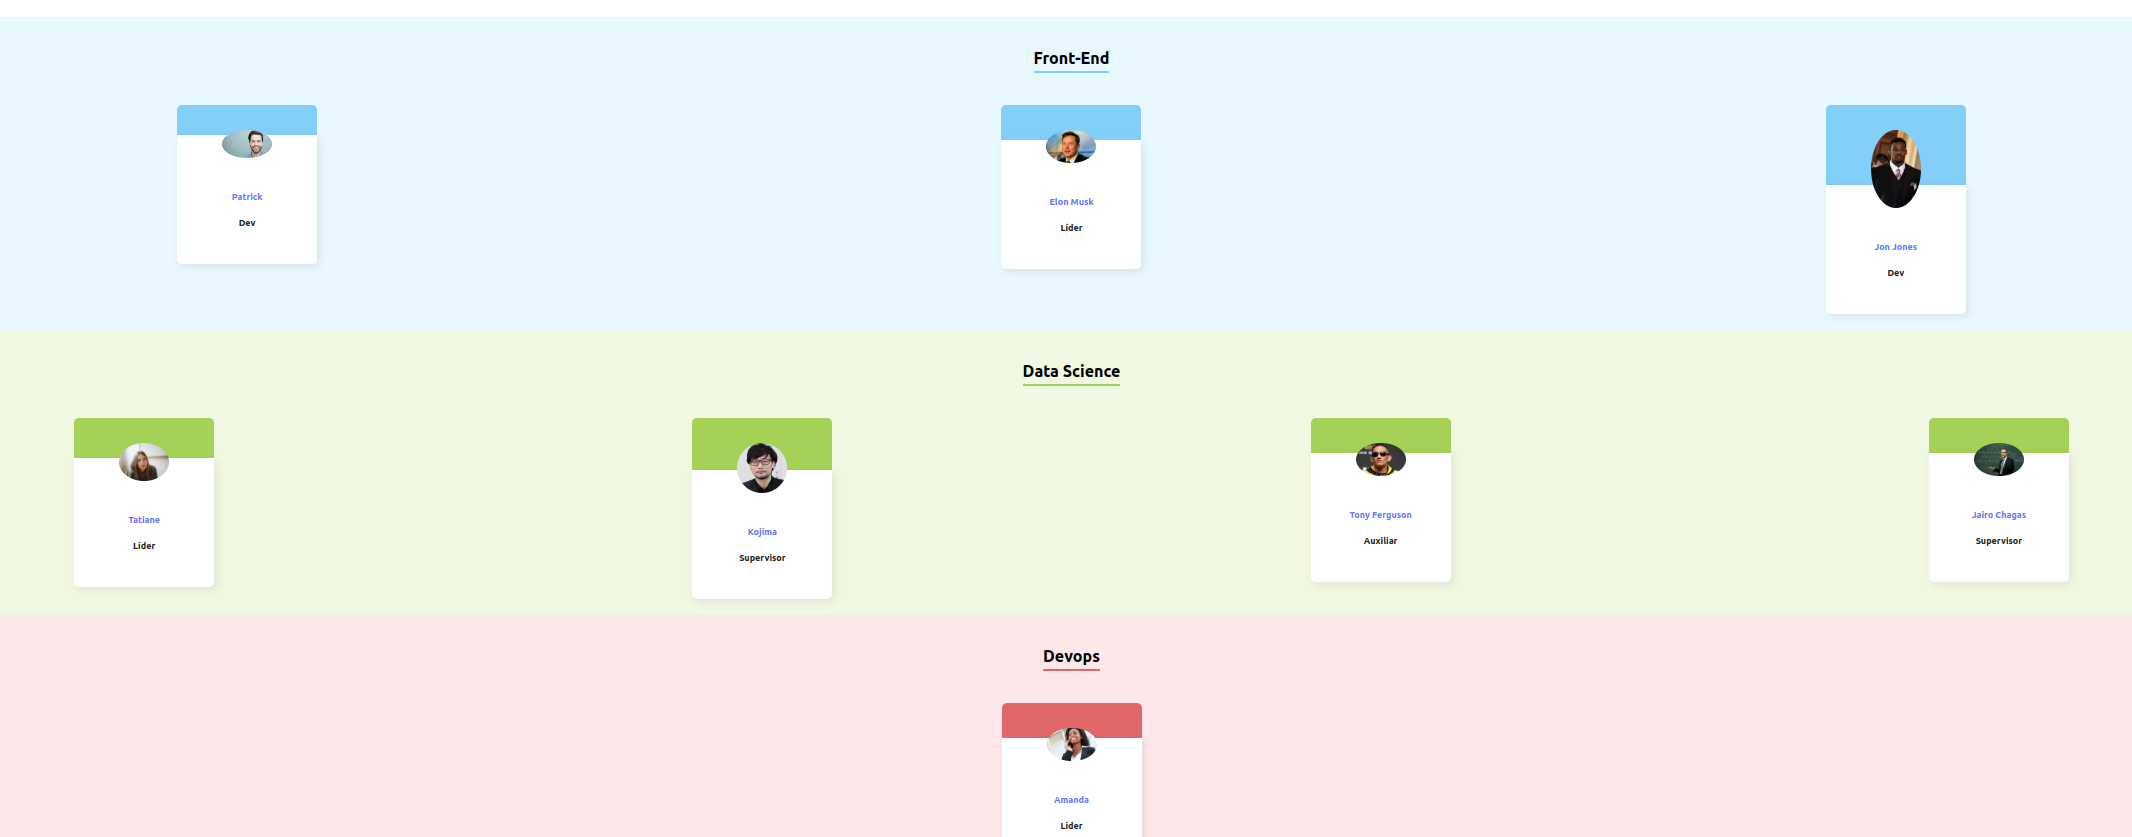 Front-End
Patrick
Dev
Elon Musk
Lider
Jon Jones
Dev
Data Science
Tatiane
Lider
Kojima
Supervisor
Tony Ferguson
Auxiliar
Jairo Chagas
Supervisor
Devops
Amanda
Lider